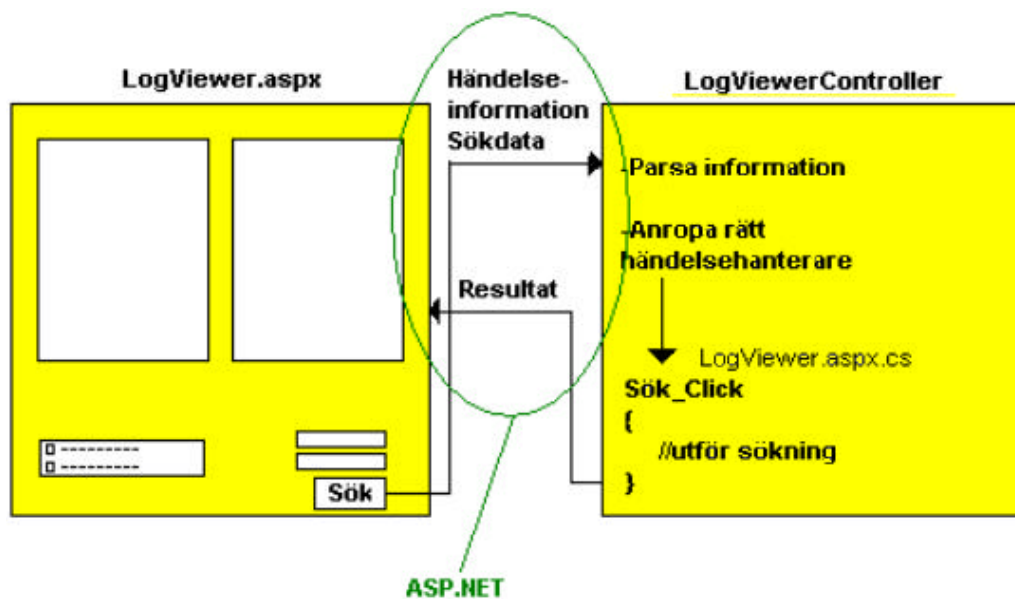 LogViewer.aspx
Händelse-
information
Sökdata
LogViewerController
-Parsa information
-Anropa rätt
händelsehanterare
Resultat
LogViewer.aspx.cs
Sök_Click
{
//utför sökning
}
---------
---------
Sök
ASP.NET